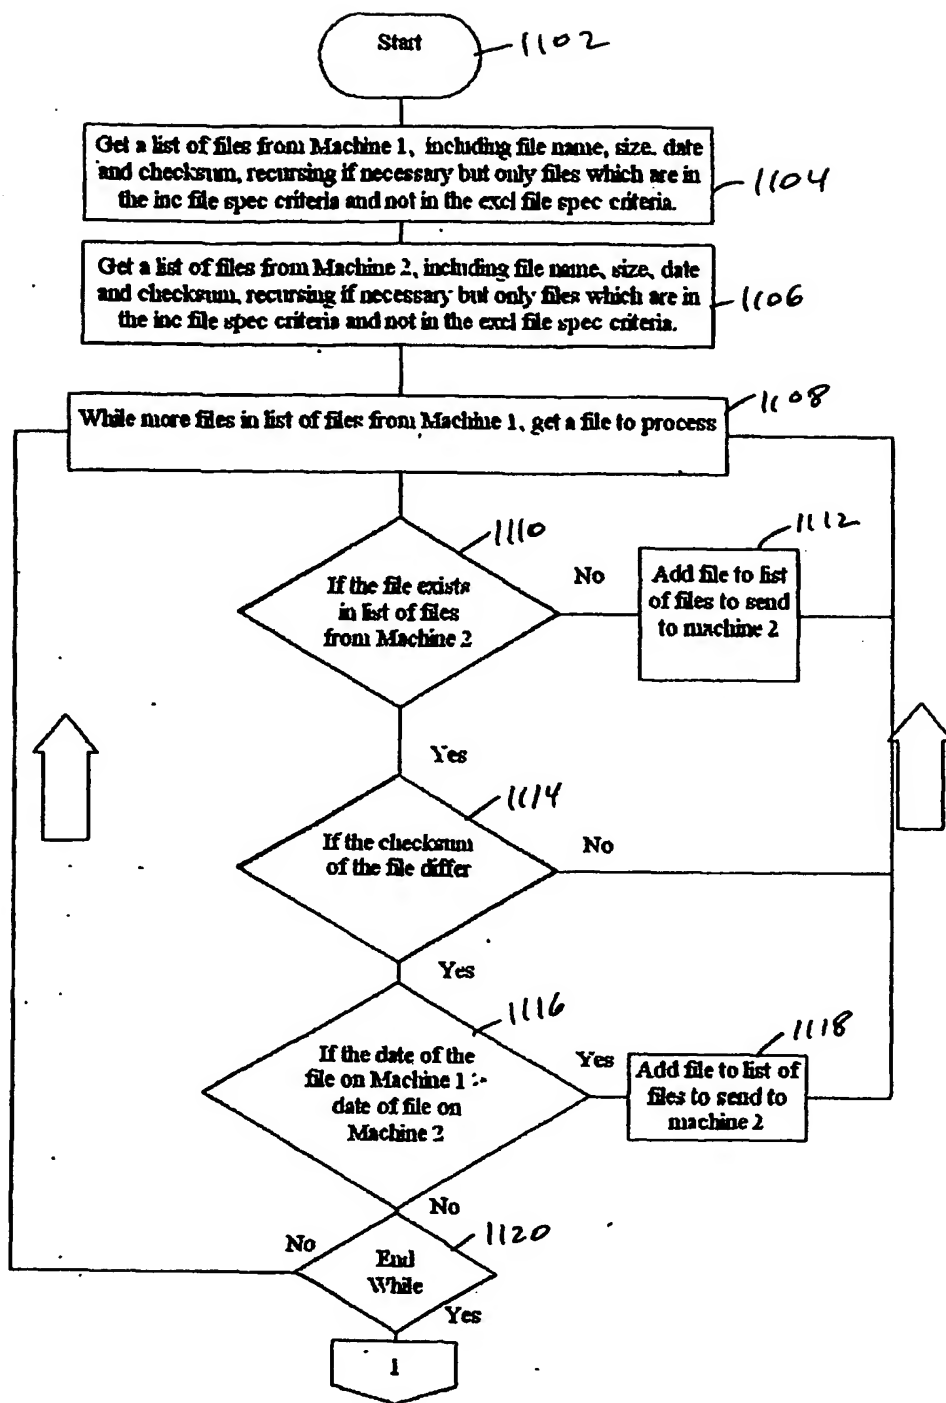 Start
1102
Get a list of files from Machine 1, including file name, size, date
and checksum, recursing if necessary but only files which are in
the inc file spec criteria and not in the excl file spec criteria.
1104
Get a list of files from Machine 2, including file name, size, date
and checksum, recursing if necessary but only files which are in
the inc file spec criteria and not in the excl file spec criteria.
1106
While more files in list of files from Machine 1, get a file to process
1108
If the file exists
in list of files
from Machine 2
1110
No
Add file to list
of files to send
to machine 2
1112
Yes
If the checksum
of the file differ
1114
No
Yes
If the date of the
file on Machine 1 >
date of file on
Machine 2
1116
Yes
Add file to list of
files to send to
machine 2
1118
No
No
End
While
1120
Yes
1